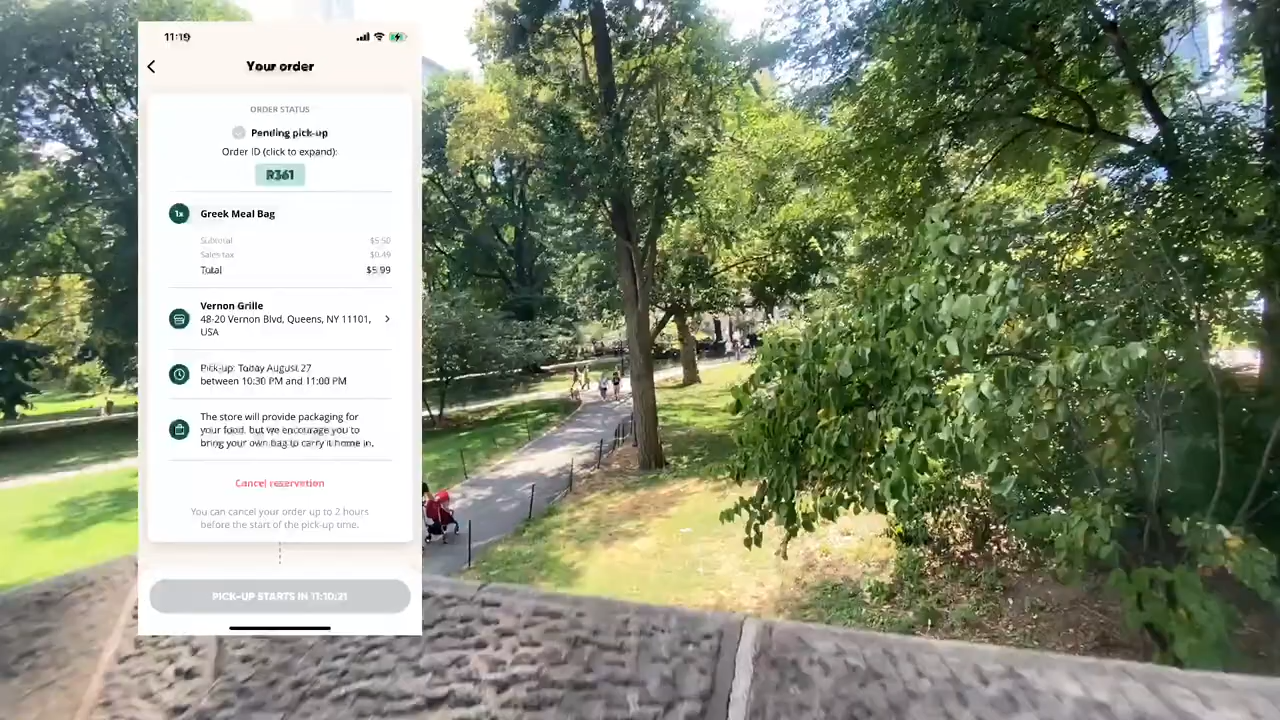 11:19
Your order
ORDER STATUS
Pending pick-up
Order ID (click to expand):
R361
1x
Greek Meal Bag
Subtotal
$5.50
Sales tax
$0.49
Total
$5.99
Vernon Grille
48-20 Vernon Blvd, Queens, NY 11101,
USA
Pick-up: Today August 27
between 10:30 PM and 11:00 PM
The store will provide packaging for
your food, but we encourage you to
bring your own bag to carry it home in.
Cancel reservation
You can cancel your order up to 2 hours
before the start of the pick-up time.
PICK-UP STARTS IN 11:10:21